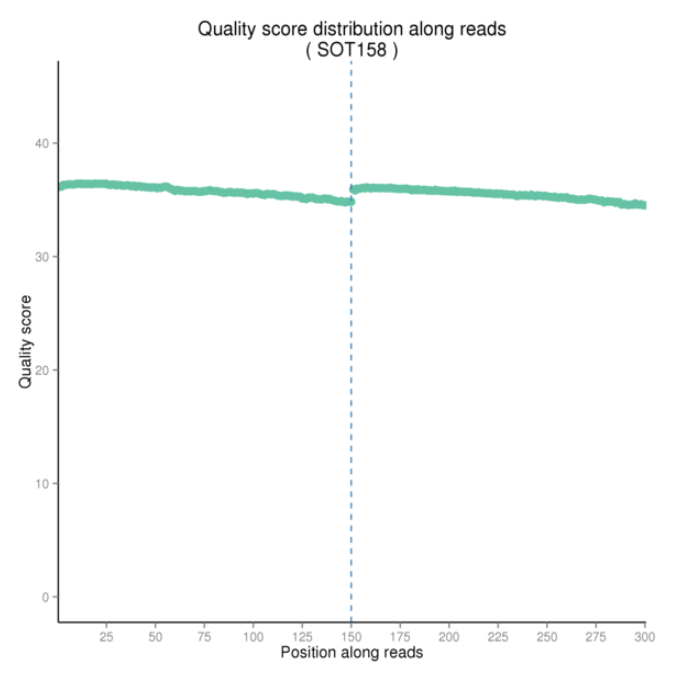 Quality score distribution along reads
( SOT158 )
40
30
20
10
0
Quality score
25 50 75 100 125 150 175 200 225 250 275 300
Position along reads